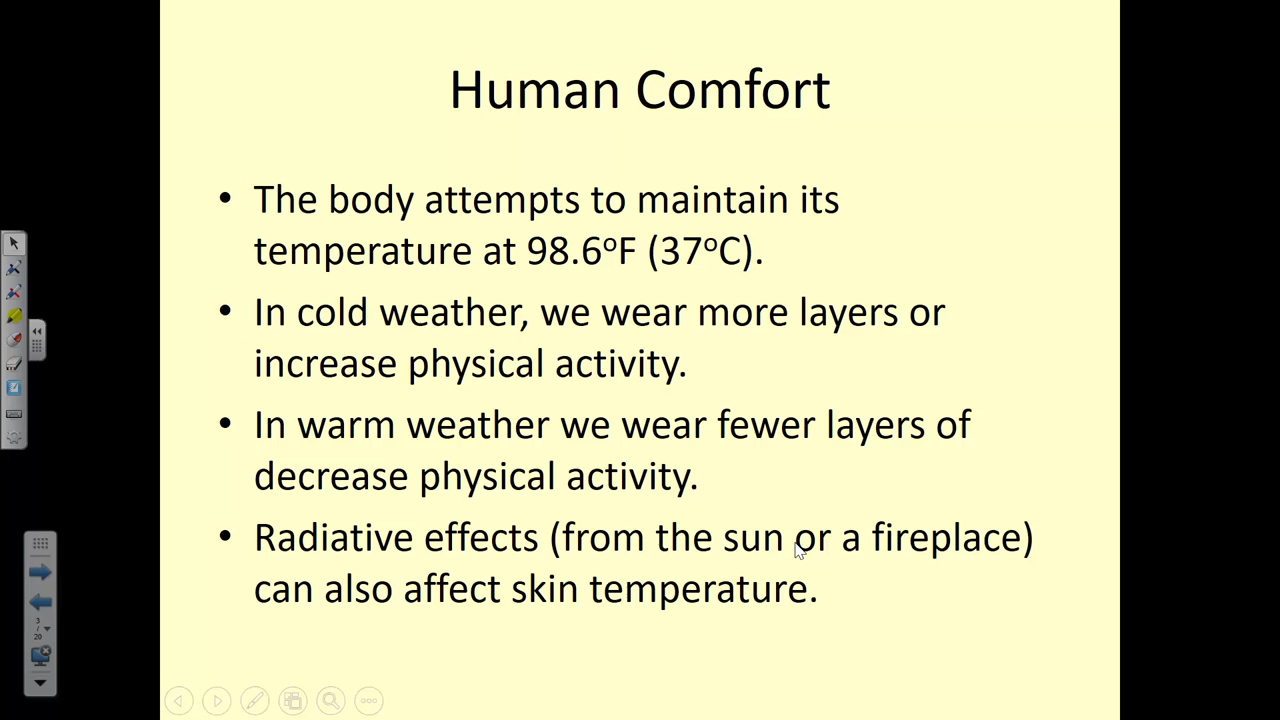 Human Comfort
• The body attempts to maintain its
temperature at 98.6ºF (37ºC).
• In cold weather, we wear more layers or
increase physical activity.
• In warm weather we wear fewer layers of
decrease physical activity.
• Radiative effects (from the sun or a fireplace)
can also affect skin temperature.
3
/
20